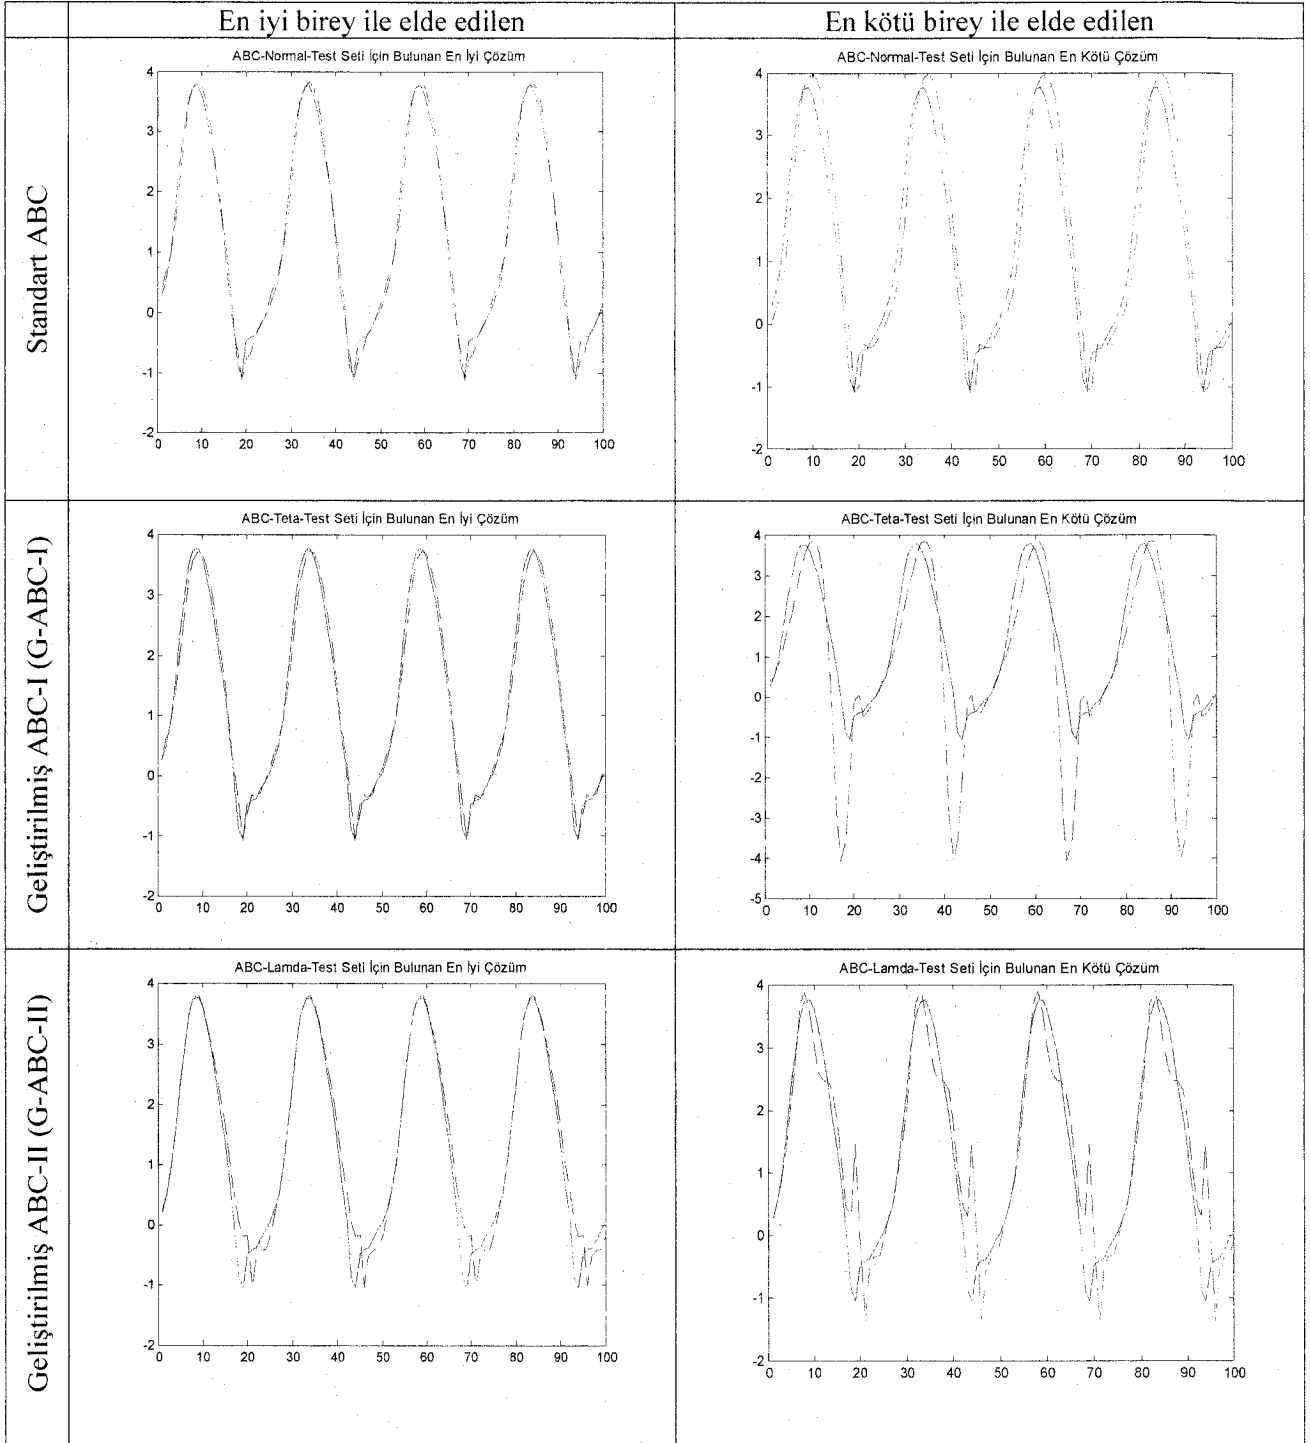 En iyi birey ile elde edilen
En kötü birey ile elde edilen
Standart ABC
ABC-Normal-Test Seti İçin Bulunan En İyi Çözüm
4
3
2
1
0
-1
-2
0 10 20 30 40 50 60 70 80 90 100
ABC-Normal-Test Seti İçin Bulunan En Kötü Çözüm
4
3
2
1
0
-1
-2
0 10 20 30 40 50 60 70 80 90 100
Geliştirilmiş ABC-I (G-ABC-I)
ABC-Teta-Test Seti İçin Bulunan En İyi Çözüm
4
3
2
1
0
-1
-2
0 10 20 30 40 50 60 70 80 90 100
ABC-Teta-Test Seti İçin Bulunan En Kötü Çözüm
4
3
2
1
0
-1
-2
-3
-4
-5
0 10 20 30 40 50 60 70 80 90 100
Geliştirilmiş ABC-II (G-ABC-II)
ABC-Lamda-Test Seti İçin Bulunan En İyi Çözüm
4
3
2
1
0
-1
-2
0 10 20 30 40 50 60 70 80 90 100
ABC-Lamda-Test Seti İçin Bulunan En Kötü Çözüm
4
3
2
1
0
-1
-2
0 10 20 30 40 50 60 70 80 90 100